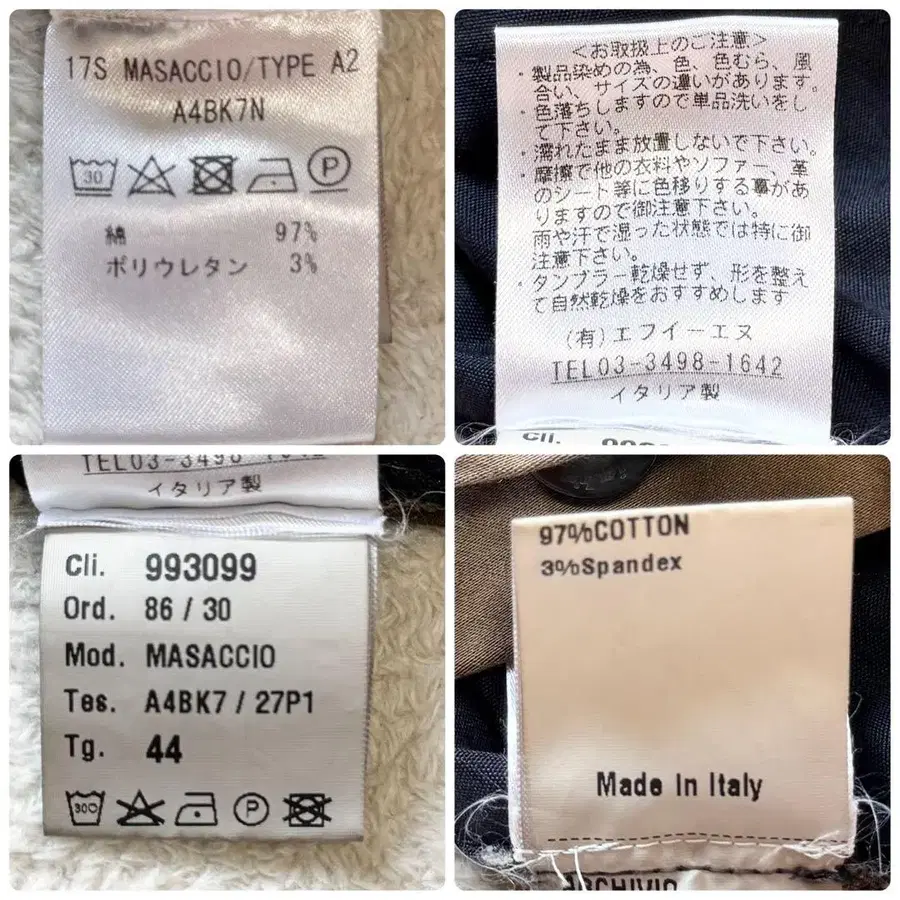 17S MASACCIO/TYPE A2
A4BK7N
30
P
綿 97%
ポリウレタン 3%
<お取扱上のご注意>
・製品染めの為、色、色むら、風
合い、サイズの違いがあります。
・色落ちしますので単品洗いをし
て下さい。
・濡れたまま放置しないで下さい。
・摩擦で他の衣料やソファー、革
のシート等に色移りする事があ
りますので御注意下さい。
雨や汗で湿った状態では特に御
注意下さい。
・タンブラー乾燥せず、形を整え
て自然乾燥をおすすめします
(有)エフイーエヌ
TEL03-3498-1642
イタリア製
Cli.
TEL03-3498-1642
イタリア製
Cli. 993099
Ord. 86 / 30
Mod. MASACCIO
Tes. A4BK7 / 27P1
Tg. 44
30
P
97%COTTON
3%Spandex
Made In Italy
ARCHIVIO